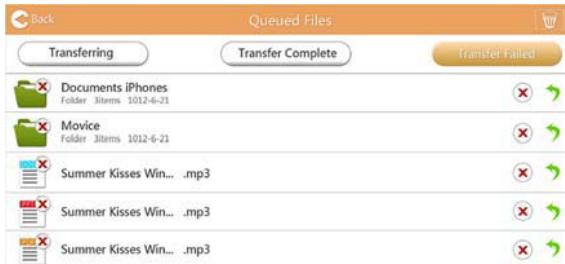 Back
Queued Files
Transferring
Transfer Complete
Transfer Failed
Documents iPhones
Folder 3items 1012-6-21
Movice
Folder 3items 1012-6-21
Summer Kisses Win... .mp3
Summer Kisses Win... .mp3
Summer Kisses Win... .mp3